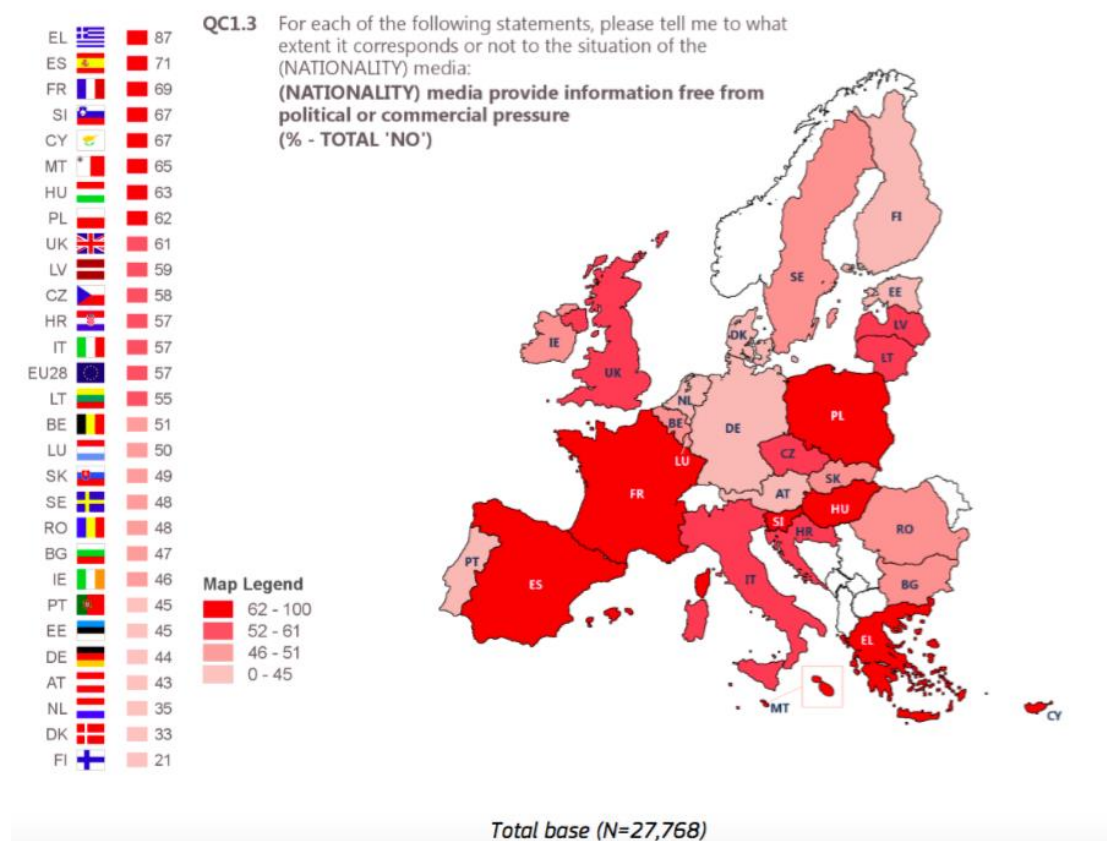 QC1.3 For each of the following statements, please tell me to what
extent it corresponds or not to the situation of the
(NATIONALITY) media:
(NATIONALITY) media provide information free from
political or commercial pressure
(% - TOTAL 'NO')
EL 87
ES 71
FR 69
SI 67
CY 67
MT 65
HU 63
PL 62
UK 61
LV 59
CZ 58
HR 57
IT 57
EU28 57
LT 55
BE 51
LU 50
SK 49
SE 48
RO 48
BG 47
IE 46
PT 45
EE 45
DE 44
AT 43
NL 35
DK 33
FI 21
Map Legend
62 - 100
52 - 61
46 - 51
0 - 45
FI
SE
EE
LV
LT
DK
IE
UK
NL
BE
DE
PL
LU
CZ
SK
AT
HU
FR
SI
HR
RO
PT
ES
IT
BG
EL
MT
CY
Total base (N=27,768)